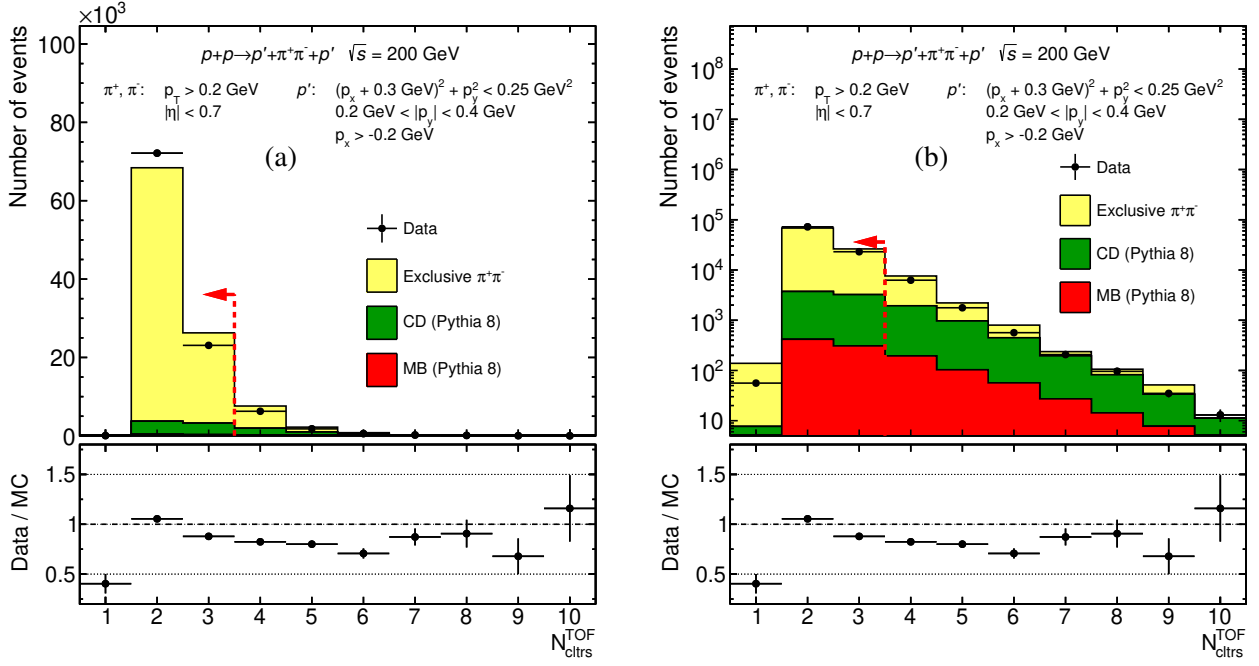 ×10³
100
80
60
40
20
0
Number of events
p+p→p′+π⁺π⁻+p′ √s = 200 GeV
π⁺, π⁻: p_T > 0.2 GeV
|η| < 0.7
p′: (pₓ + 0.3 GeV)² + p_y² < 0.25 GeV²
0.2 GeV < |p_y| < 0.4 GeV
pₓ > -0.2 GeV
(a)
Data
Exclusive π⁺π⁻
CD (Pythia 8)
MB (Pythia 8)
1.5
1
0.5
Data / MC
1 2 3 4 5 6 7 8 9 10
N_cltrs^TOF
10⁸
10⁷
10⁶
10⁵
10⁴
10³
10²
10
Number of events
p+p→p′+π⁺π⁻+p′ √s = 200 GeV
π⁺, π⁻: p_T > 0.2 GeV
|η| < 0.7
p′: (pₓ + 0.3 GeV)² + p_y² < 0.25 GeV²
0.2 GeV < |p_y| < 0.4 GeV
pₓ > -0.2 GeV
(b)
Data
Exclusive π⁺π⁻
CD (Pythia 8)
MB (Pythia 8)
1.5
1
0.5
Data / MC
1 2 3 4 5 6 7 8 9 10
N_cltrs^TOF